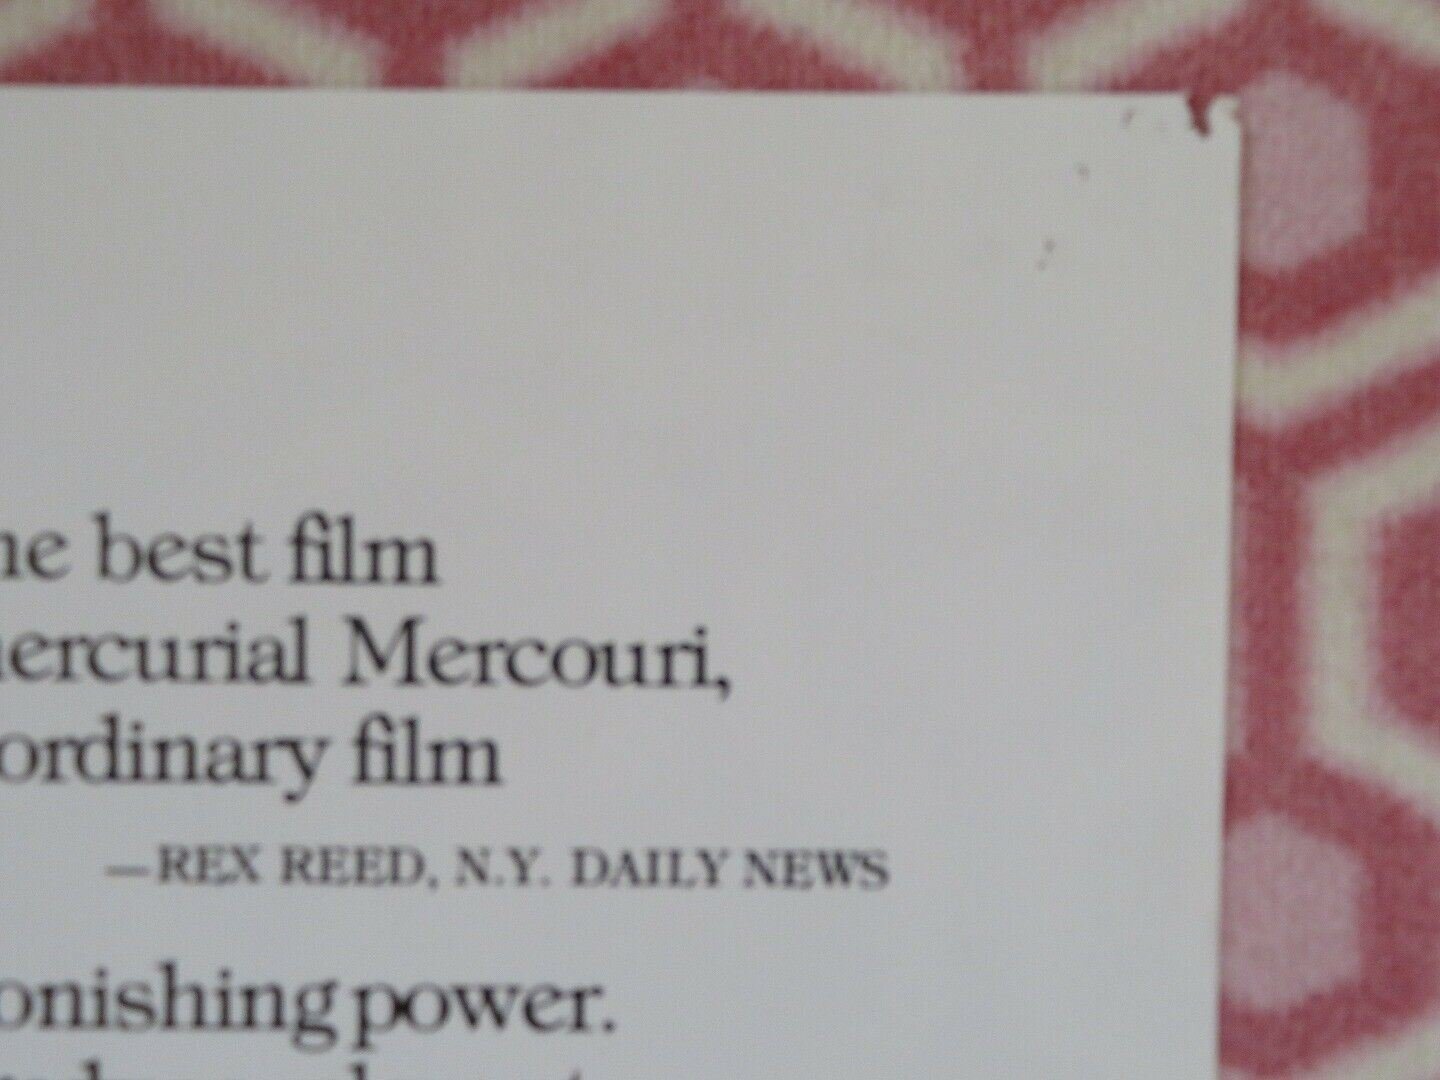 he best film
ercurial Mercouri,
ordinary film
—REX REED, N.Y. DAILY NEWS
onishing power.